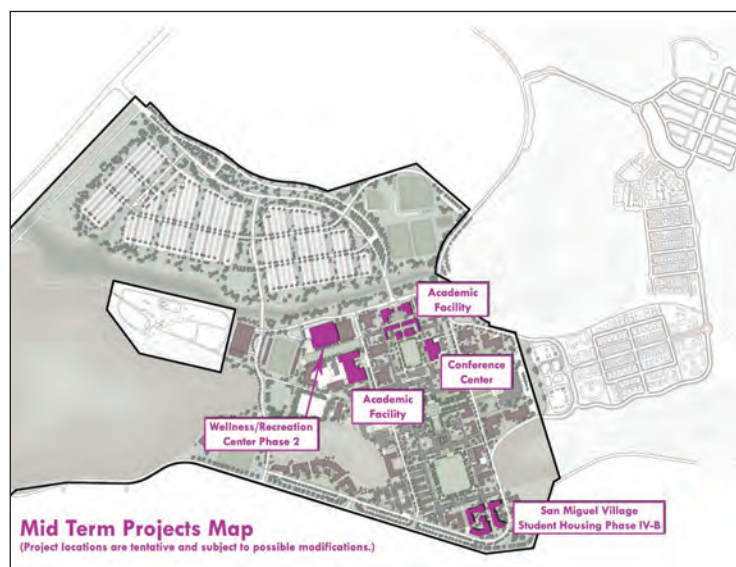 Academic
Facility
Conference
Center
Academic
Facility
Wellness/Recreation
Center Phase 2
San Miguel Village
Student Housing Phase IV-B
Mid Term Projects Map
(Project locations are tentative and subject to possible modifications.)